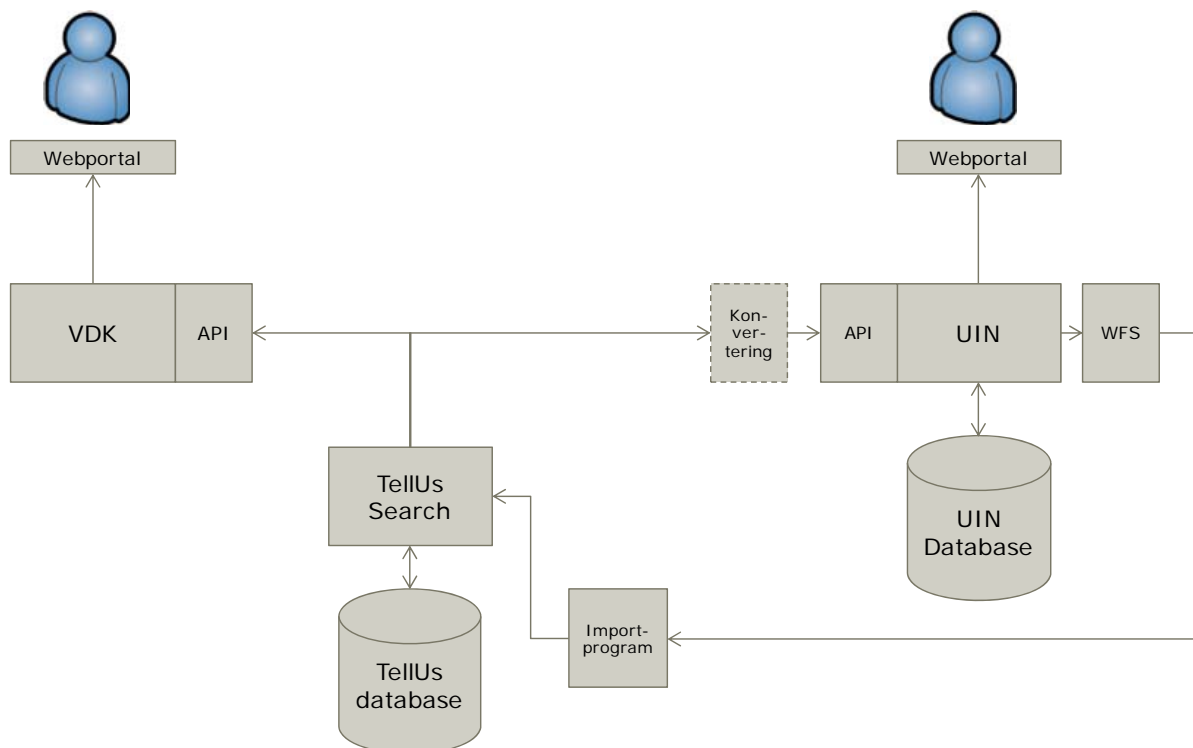 Webportal
Webportal
VDK
API
Kon-
ver-
tering
API
UIN
WFS
TellUs
Search
UIN
Database
Import-
program
TellUs
database